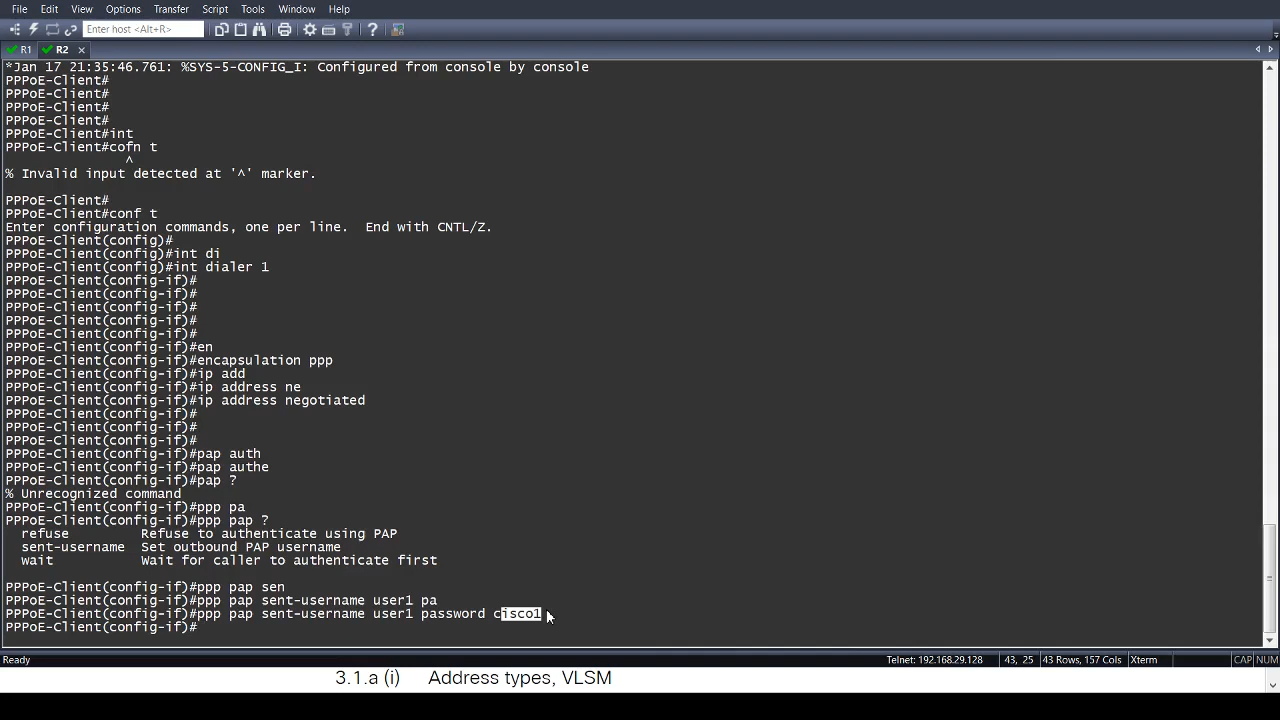 File Edit View Options Transfer Script Tools Window Help
Enter host <Alt+R>
R1 R2
*Jan 17 21:35:46.761: %SYS-5-CONFIG_I: Configured from console by console
PPPoE-Client#
PPPoE-Client#
PPPoE-Client#
PPPoE-Client#
PPPoE-Client#int
PPPoE-Client#cofn t
^
% Invalid input detected at '^' marker.
PPPoE-Client#
PPPoE-Client#conf t
Enter configuration commands, one per line.  End with CNTL/Z.
PPPoE-Client(config)#
PPPoE-Client(config)#int di
PPPoE-Client(config)#int dialer 1
PPPoE-Client(config-if)#
PPPoE-Client(config-if)#
PPPoE-Client(config-if)#
PPPoE-Client(config-if)#
PPPoE-Client(config-if)#
PPPoE-Client(config-if)#en
PPPoE-Client(config-if)#encapsulation ppp
PPPoE-Client(config-if)#ip add
PPPoE-Client(config-if)#ip address ne
PPPoE-Client(config-if)#ip address negotiated
PPPoE-Client(config-if)#
PPPoE-Client(config-if)#
PPPoE-Client(config-if)#
PPPoE-Client(config-if)#pap auth
PPPoE-Client(config-if)#pap authe
PPPoE-Client(config-if)#pap ?
% Unrecognized command
PPPoE-Client(config-if)#ppp pa
PPPoE-Client(config-if)#ppp pap ?
refuse Refuse to authenticate using PAP
sent-username Set outbound PAP username
wait Wait for caller to authenticate first
PPPoE-Client(config-if)#ppp pap sen
PPPoE-Client(config-if)#ppp pap sent-username user1 pa
PPPoE-Client(config-if)#ppp pap sent-username user1 password cisco1
PPPoE-Client(config-if)#
Ready Telnet: 192.168.29.128 43, 25 43 Rows, 157 Cols Xterm CAP NUM
3.1.a (i) Address types, VLSM